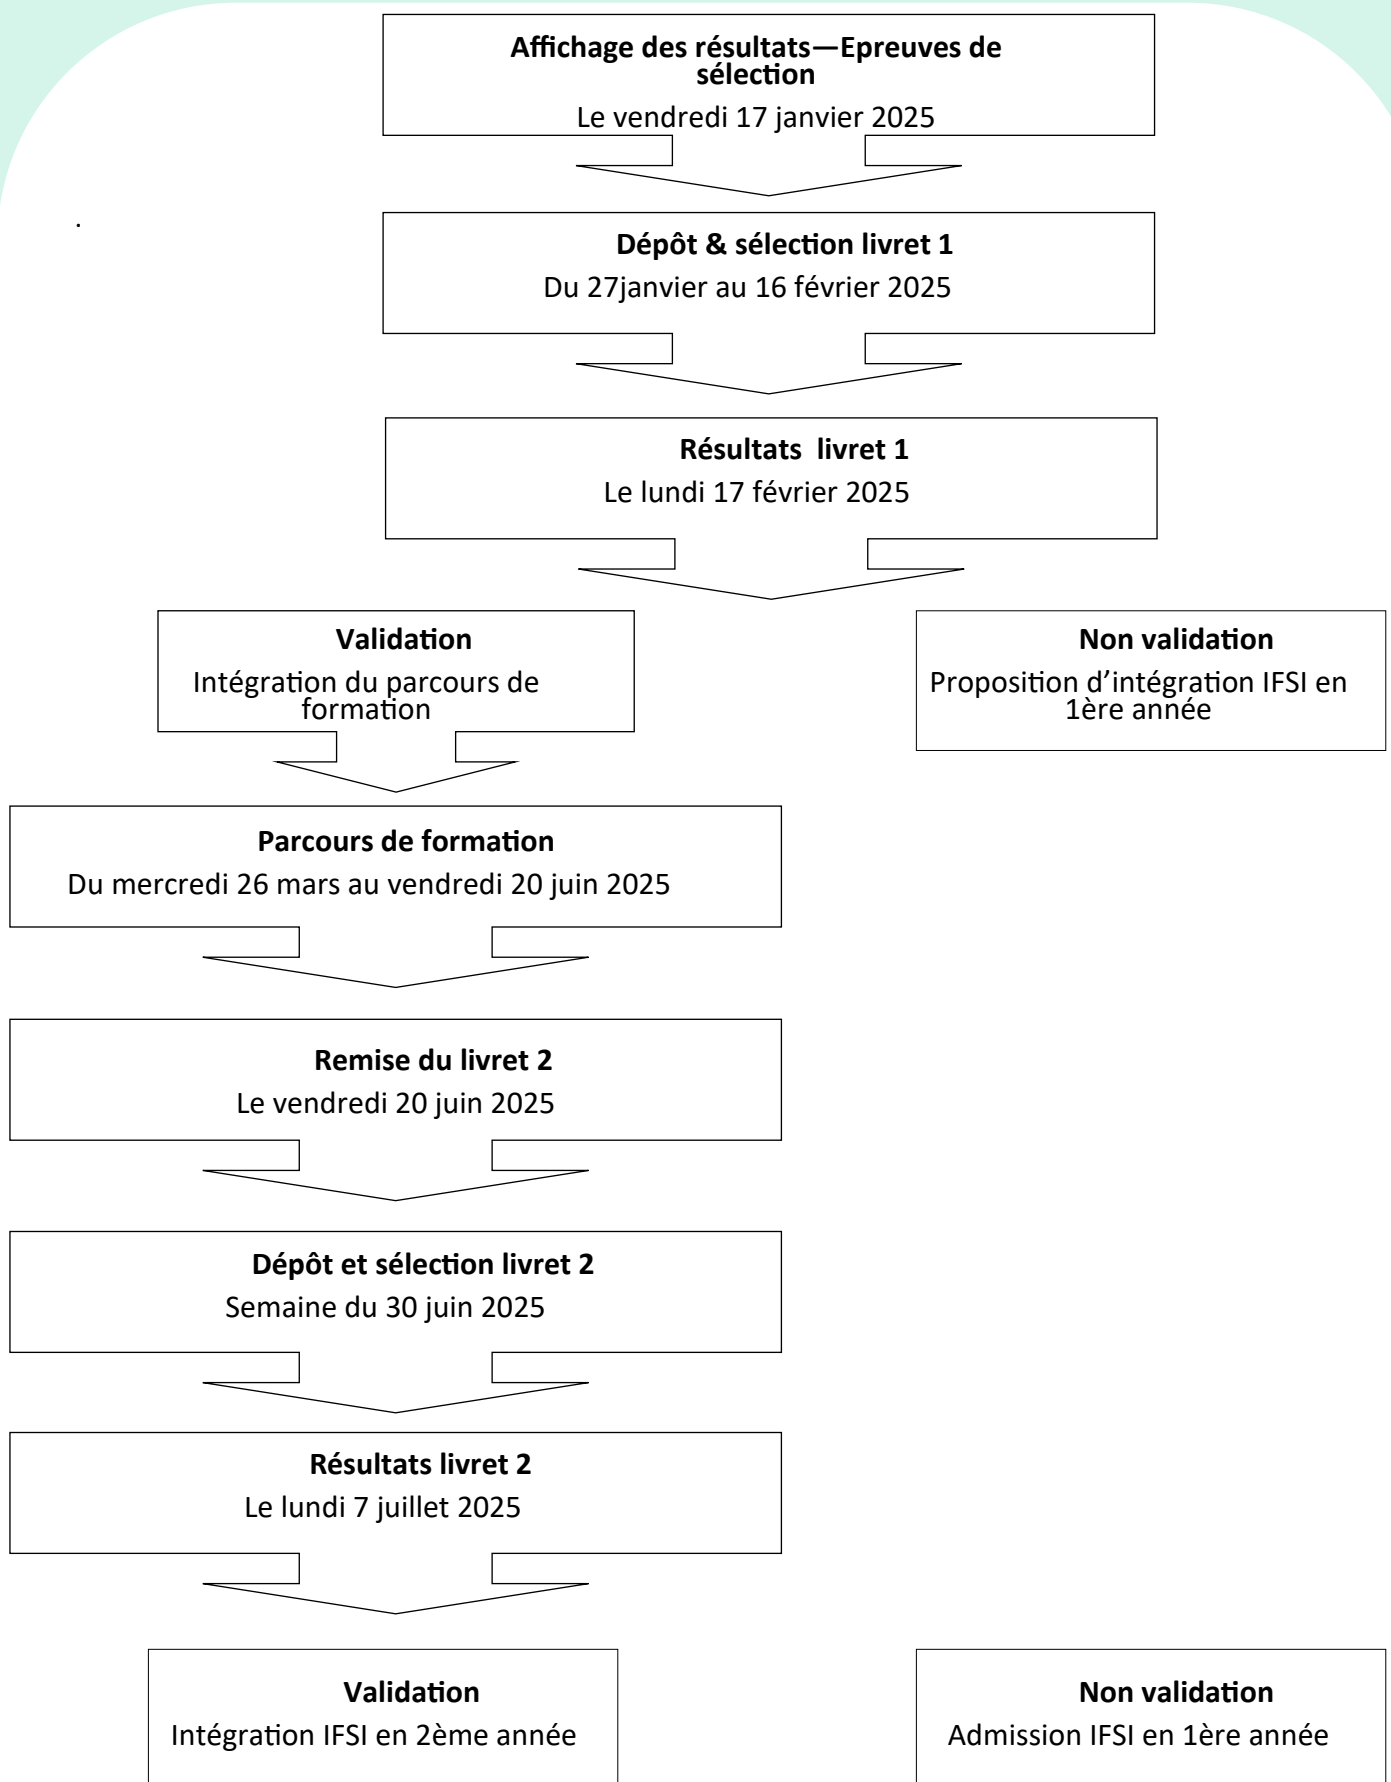 Affichage des résultats—Epreuves de
sélection
Le vendredi 17 janvier 2025
.
Dépôt & sélection livret 1
Du 27janvier au 16 février 2025
Résultats  livret 1
Le lundi 17 février 2025
Validation
Intégration du parcours de
formation
Non validation
Proposition d’intégration IFSI en
1ère année
Parcours de formation
Du mercredi 26 mars au vendredi 20 juin 2025
Remise du livret 2
Le vendredi 20 juin 2025
Dépôt et sélection livret 2
Semaine du 30 juin 2025
Résultats livret 2
Le lundi 7 juillet 2025
Validation
Intégration IFSI en 2ème année
Non validation
Admission IFSI en 1ère année